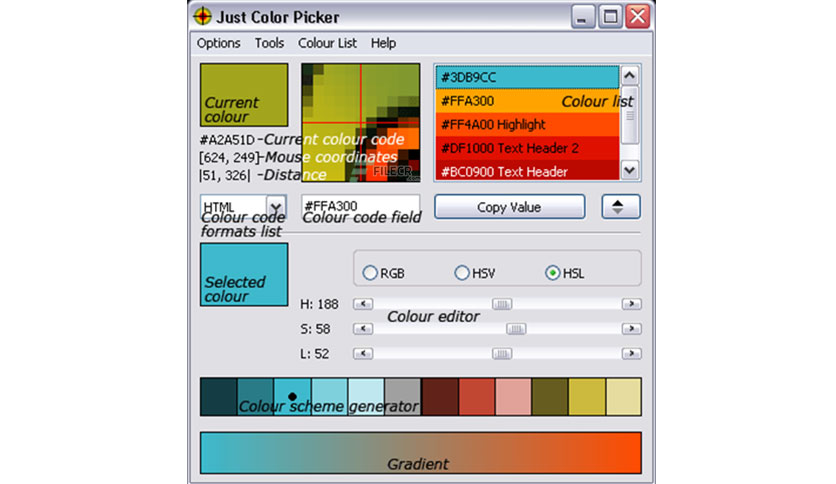 Just Color Picker
Options Tools Colour List Help
Current
colour
#3DB9CC
#FFA300
Colour list
#FF4A00 Highlight
#DF1000 Text Header 2
#BC0900 Text Header
#A2A51D -Current colour code
[624, 249]-Mouse coordinates
|51, 326| -Distance
FILECR
.com
HTML
#FFA300
Copy Value
Colour code
formats list
Colour code field
Selected
colour
RGB HSV HSL
H: 188
Colour editor
S: 58
L: 52
Colour scheme generator
Gradient